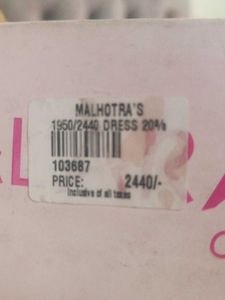 MALHOTRA'S
1950/2440 DRESS 20%
103687
PRICE: 2440/-
Inclusive of all taxes